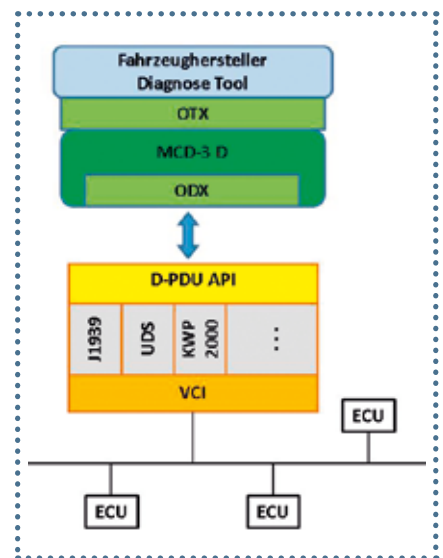 Fahrzeughersteller
Diagnose Tool
OTX
MCD-3 D
ODX
D-PDU API
J1939
UDS
KWP
2000
...
VCI
ECU
ECU
ECU